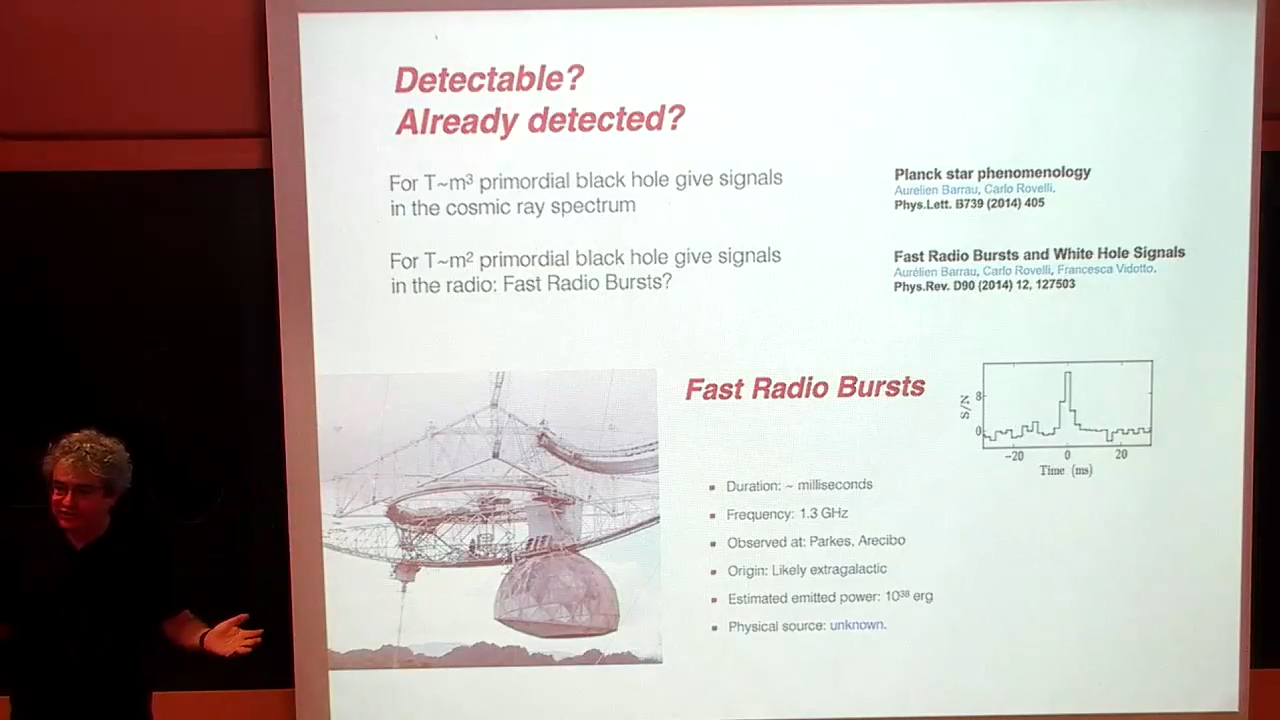 Detectable?
Already detected?
For T~m³ primordial black hole give signals
in the cosmic ray spectrum
Planck star phenomenology
Aurelien Barrau, Carlo Rovelli.
Phys.Lett. B739 (2014) 405
For T~m² primordial black hole give signals
in the radio: Fast Radio Bursts?
Fast Radio Bursts and White Hole Signals
Aurélien Barrau, Carlo Rovelli, Francesca Vidotto.
Phys.Rev. D90 (2014) 12, 127503
Fast Radio Bursts
S/N
8
0
-20 0 20
Time (ms)
Duration: ~ milliseconds
Frequency: 1.3 GHz
Observed at: Parkes, Arecibo
Origin: Likely extragalactic
Estimated emitted power: 10³⁸ erg
Physical source: unknown.